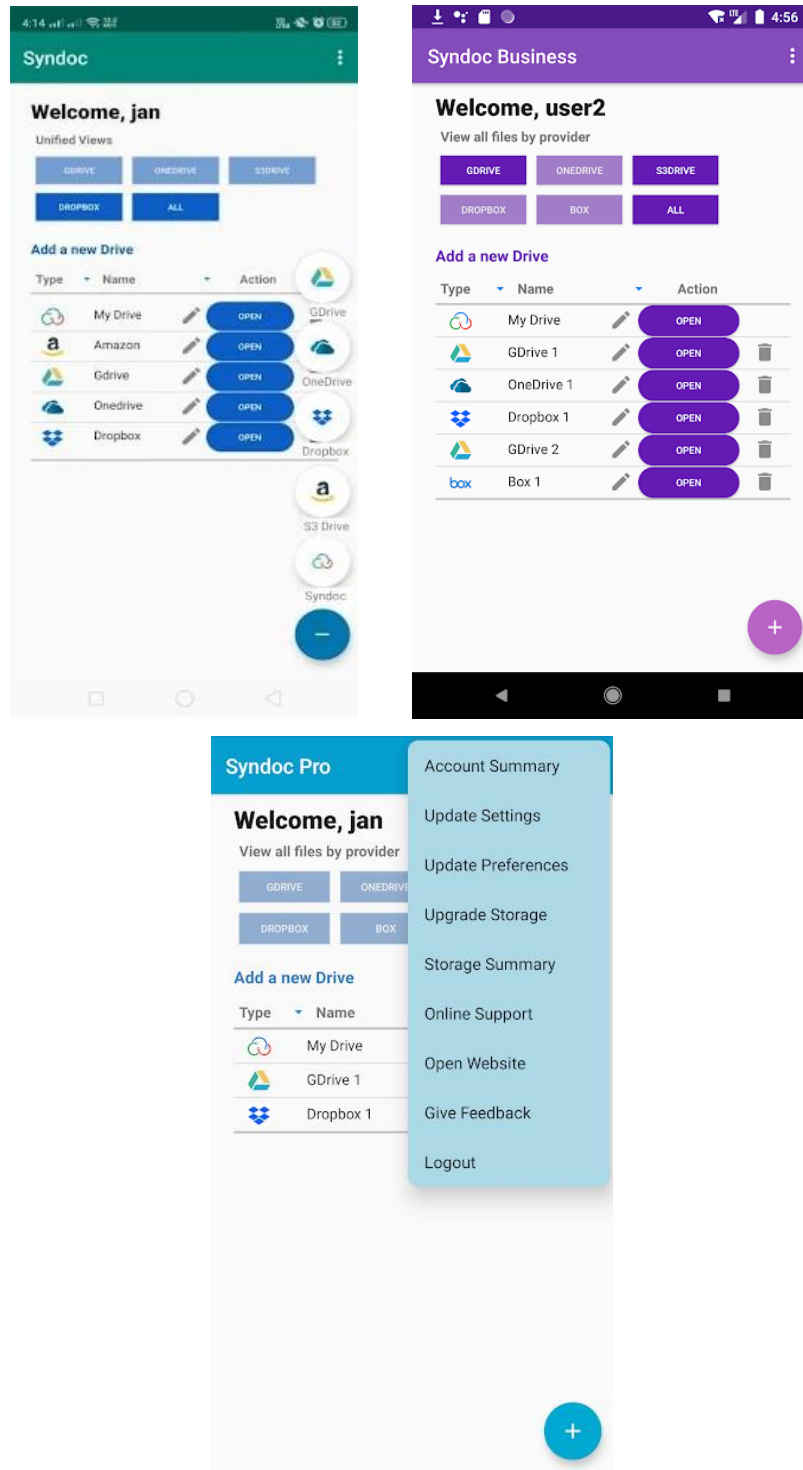 4:14
Syndoc
Welcome, jan
Unified Views
GDRIVE ONEDRIVE S3DRIVE
DROPBOX ALL
Add a new Drive
Type Name Action
My Drive OPEN
a Amazon OPEN
Gdrive OPEN
Onedrive OPEN
Dropbox OPEN
GDrive
OneDrive
Dropbox
a
S3 Drive
Syndoc
LTE 4:56
Syndoc Business
Welcome, user2
View all files by provider
GDRIVE ONEDRIVE S3DRIVE
DROPBOX BOX ALL
Add a new Drive
Type Name Action
My Drive OPEN
GDrive 1 OPEN
OneDrive 1 OPEN
Dropbox 1 OPEN
GDrive 2 OPEN
box Box 1 OPEN
+
Syndoc Pro
Welcome, jan
View all files by provider
GDRIVE ONEDRIVE
DROPBOX BOX
Add a new Drive
Type Name
My Drive
GDrive 1
Dropbox 1
Account Summary
Update Settings
Update Preferences
Upgrade Storage
Storage Summary
Online Support
Open Website
Give Feedback
Logout
+